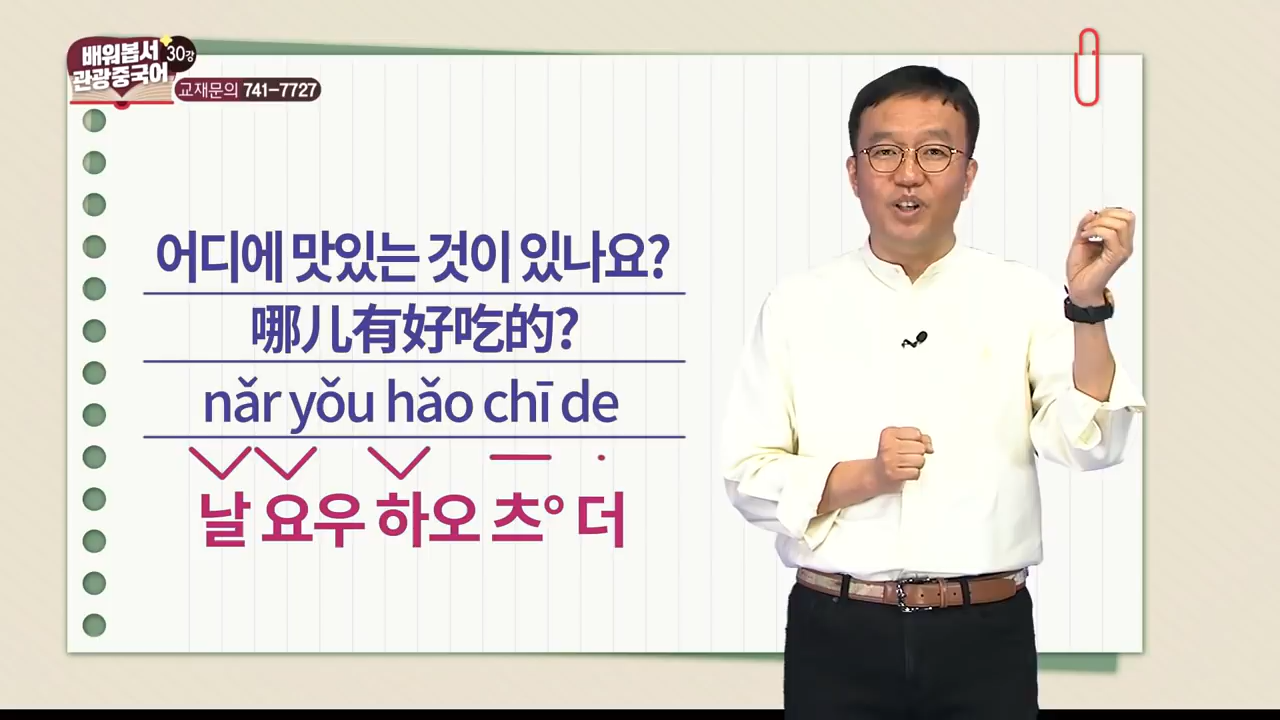 배워봅서 30강
관광중국어
교재문의 741-7727
어디에 맛있는 것이 있나요?
哪儿有好吃的?
nǎr yǒu hǎo chī de
날 요우 하오 츠° 더